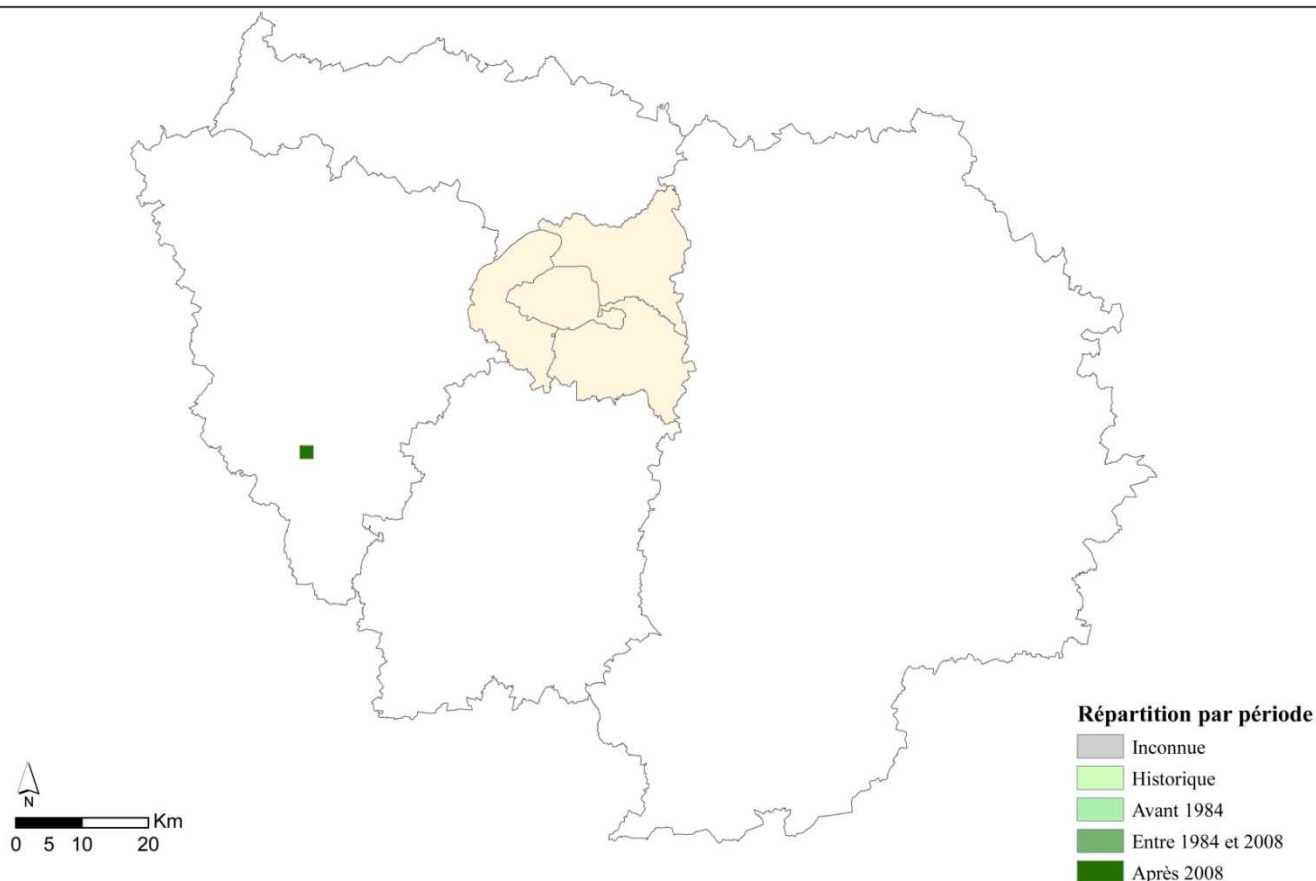 Répartition par période
Inconnue
Historique
Avant 1984
Entre 1984 et 2008
Après 2008
N
Km
0 5 10 20